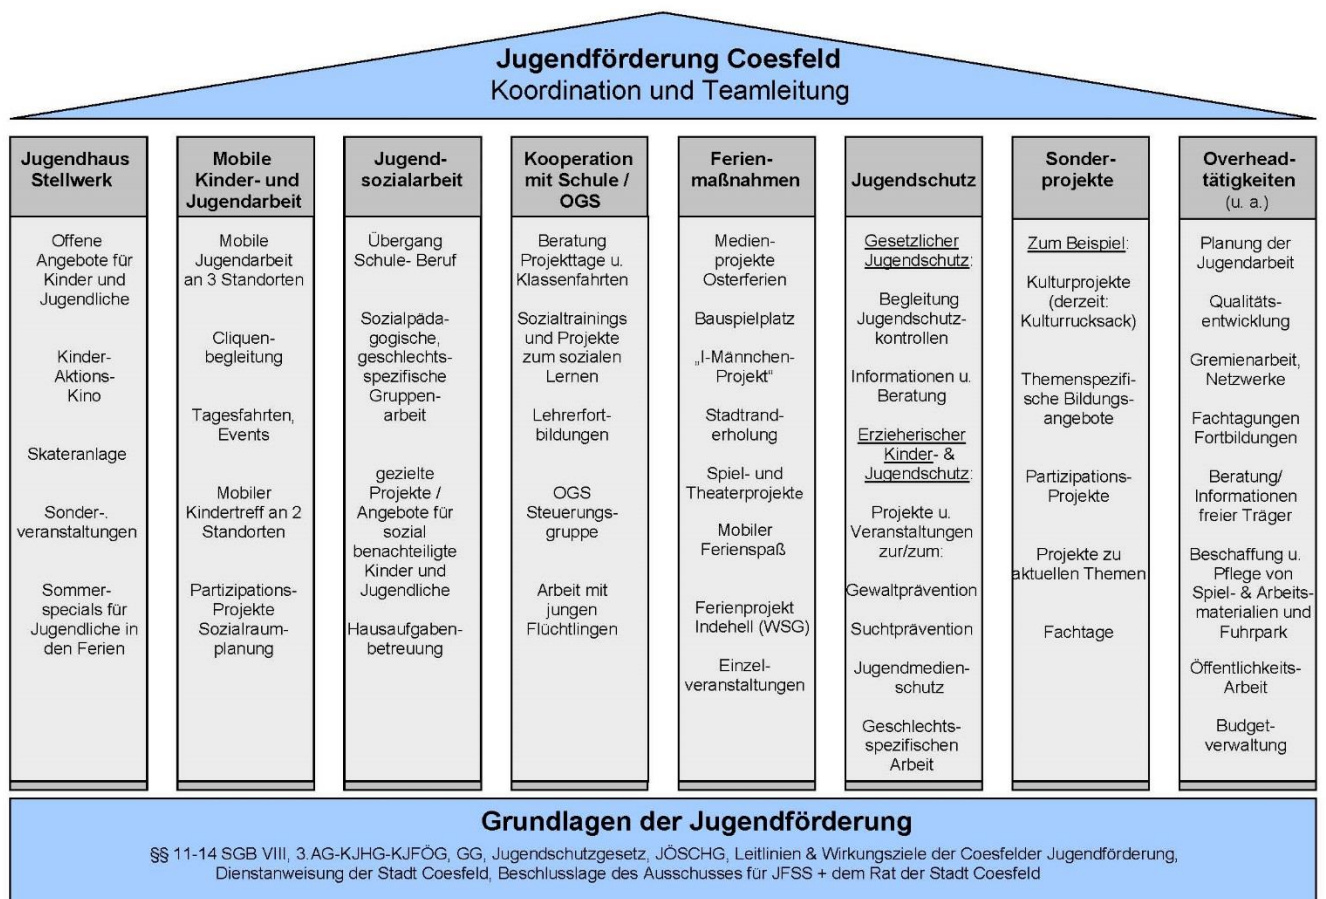 Jugendförderung Coesfeld
Koordination und Teamleitung
Jugendhaus
Stellwerk
Offene
Angebote für
Kinder und
Jugendliche
Kinder-
Aktions-
Kino
Skateranlage
Sonder-.
veranstaltungen
Sommer-
specials für
Jugendliche in
den Ferien
Mobile
Kinder- und
Jugendarbeit
Mobile
Jugendarbeit
an 3 Standorten
Cliquen-
begleitung
Tagesfahrten,
Events
Mobiler
Kindertreff an 2
Standorten
Partizipations-
Projekte
Sozialraum-
planung
Jugend-
sozialarbeit
Übergang
Schule- Beruf
Sozialpäda-
gogische,
geschlechts-
spezifische
Gruppen-
arbeit
gezielte
Projekte /
Angebote für
sozial
benachteiligte
Kinder und
Jugendliche
Hausaufgaben-
betreuung
Kooperation
mit Schule /
OGS
Beratung
Projekttage u.
Klassenfahrten
Sozialtrainings
und Projekte
zum sozialen
Lernen
Lehrerfort-
bildungen
OGS
Steuerungs-
gruppe
Arbeit mit
jungen
Flüchtlingen
Ferien-
maßnahmen
Medien-
projekte
Osterferien
Bauspielplatz
„I-Männchen-
Projekt“
Stadtrand-
erholung
Spiel- und
Theaterprojekte
Mobiler
Ferienspaß
Ferienprojekt
Indehell (WSG)
Einzel-
veranstaltungen
Jugendschutz
Gesetzlicher
Jugendschutz:
Begleitung
Jugendschutz-
kontrollen
Informationen u.
Beratung
Erzieherischer
Kinder- &
Jugendschutz:
Projekte u.
Veranstaltungen
zur/zum:
Gewaltprävention
Suchtprävention
Jugendmedien-
schutz
Geschlechts-
spezifischen
Arbeit
Sonder-
projekte
Zum Beispiel:
Kulturprojekte
(derzeit:
Kulturrucksack)
Themenspezifi-
sche Bildungs-
angebote
Partizipations-
Projekte
Projekte zu
aktuellen Themen
Fachtage
Overhead-
tätigkeiten
(u. a.)
Planung der
Jugendarbeit
Qualitäts-
entwicklung
Gremienarbeit,
Netzwerke
Fachtagungen
Fortbildungen
Beratung/
Informationen
freier Träger
Beschaffung u.
Pflege von
Spiel- & Arbeits-
materialien und
Fuhrpark
Öffentlichkeits-
Arbeit
Budget-
verwaltung
Grundlagen der Jugendförderung
§§ 11-14 SGB VIII, 3.AG-KJHG-KJFÖG, GG, Jugendschutzgesetz, JÖSCHG, Leitlinien & Wirkungsziele der Coesfelder Jugendförderung,
Dienstanweisung der Stadt Coesfeld, Beschlusslage des Ausschusses für JFSS + dem Rat der Stadt Coesfeld